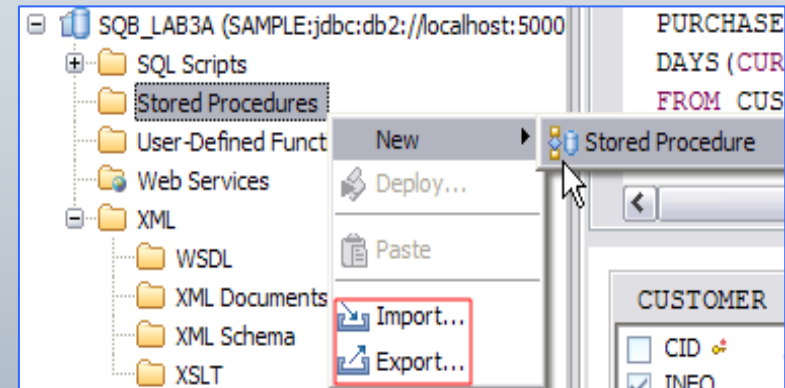 SQB_LAB3A (SAMPLE:jdbc:db2://localhost:5000
SQL Scripts
Stored Procedures
User-Defined Funct
Web Services
XML
WSDL
XML Documents
XML Schema
XSLT
New
Deploy...
Paste
Import...
Export...
Stored Procedure
PURCHASE
DAYS(CUR
FROM CUS
CUSTOMER
CID
INFO